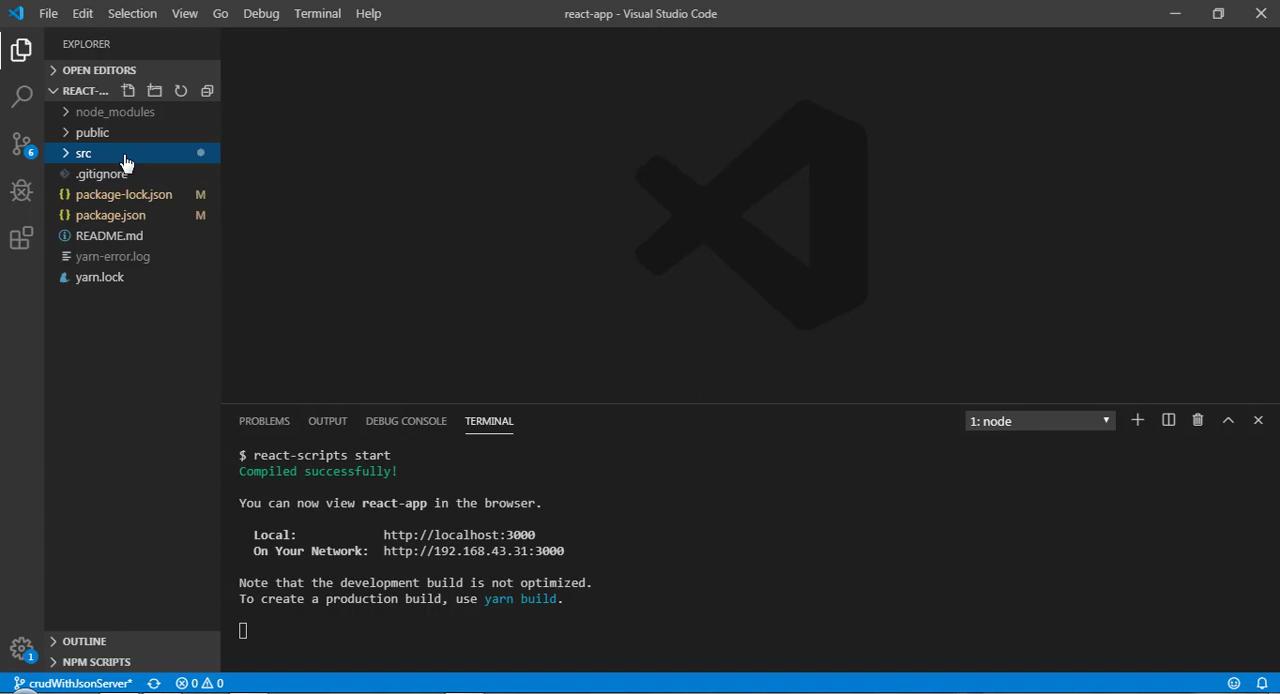 File Edit Selection View Go Debug Terminal Help
react-app - Visual Studio Code
EXPLORER
OPEN EDITORS
REACT-...
node_modules
public
src
.gitignore
{} package-lock.json M
{} package.json M
README.md
yarn-error.log
yarn.lock
6
OUTLINE
NPM SCRIPTS
1
PROBLEMS OUTPUT DEBUG CONSOLE TERMINAL
1: node
$ react-scripts start
Compiled successfully!
You can now view react-app in the browser.
Local: http://localhost:3000
On Your Network: http://192.168.43.31:3000
Note that the development build is not optimized.
To create a production build, use yarn build.
crudWithJsonServer* 0 0